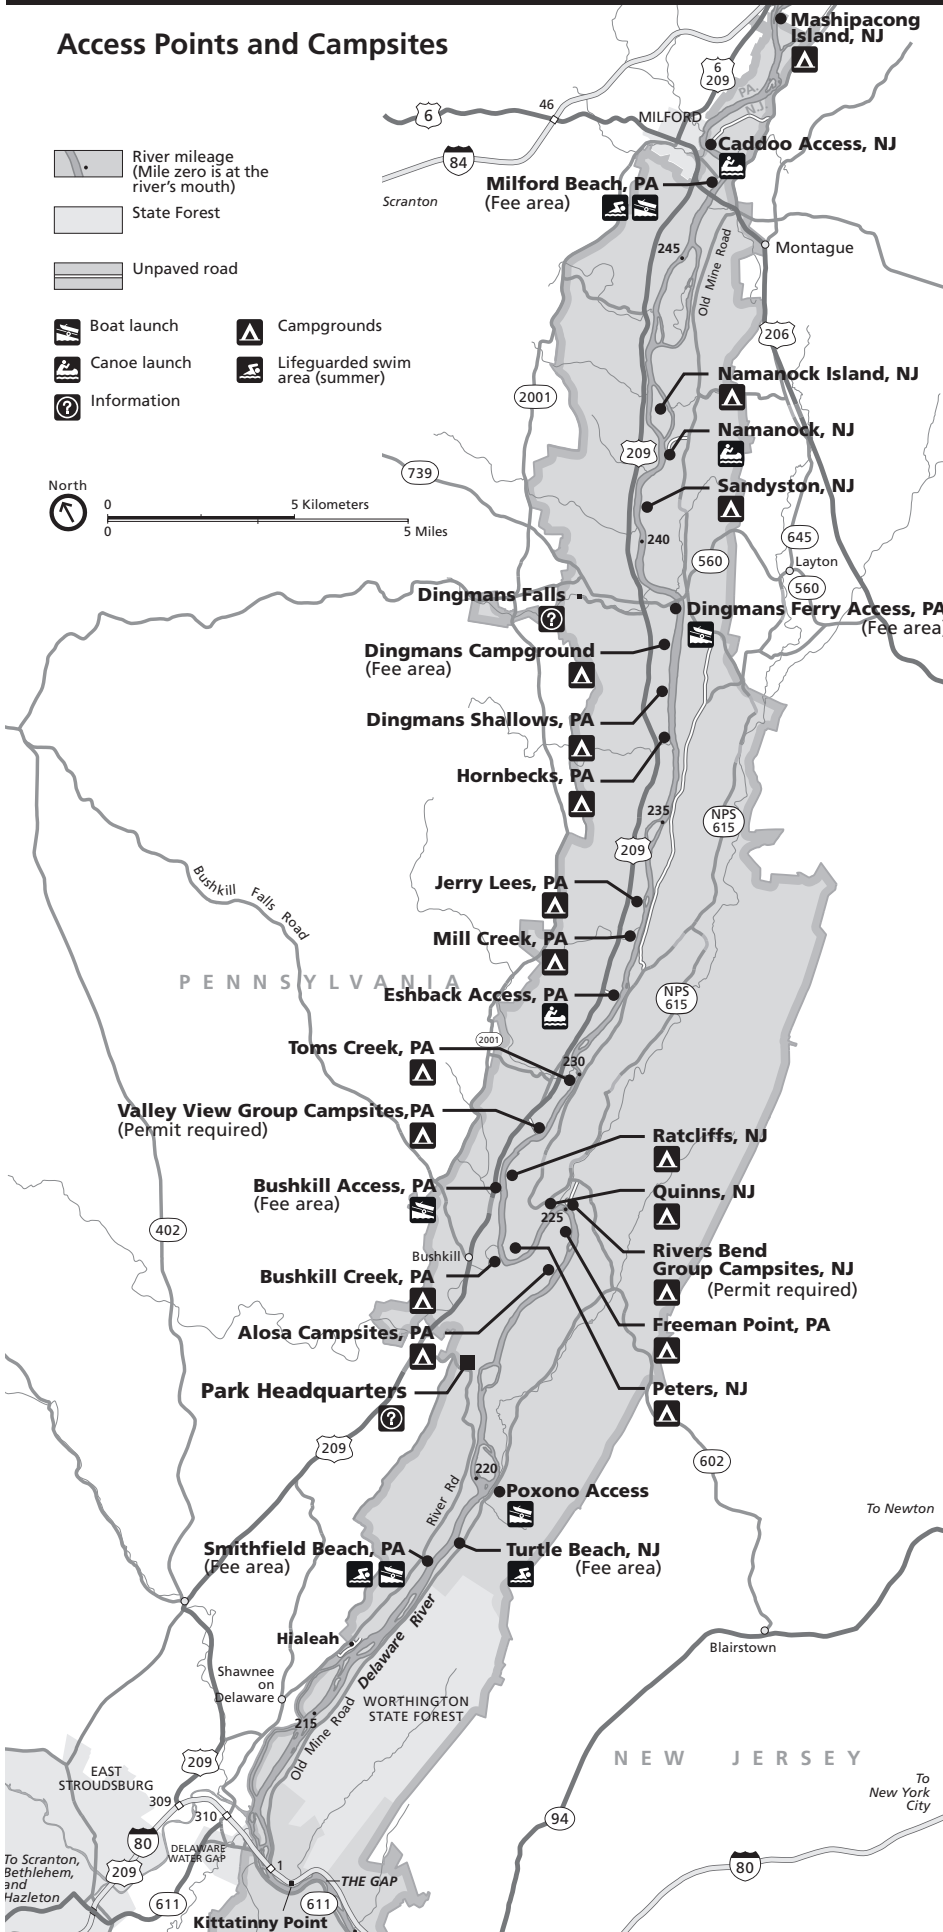 Access Points and Campsites
River mileage
(Mile zero is at the
river's mouth)
State Forest
Unpaved road
Boat launch
Campgrounds
Canoe launch
Lifeguarded swim
area (summer)
Information
North
0
5 Kilometers
0
5 Miles
Mashipacong
Island, NJ
6
209
PA.
N.J.
46
6
MILFORD
84
Scranton
Caddoo Access, NJ
Milford Beach, PA
(Fee area)
245
Old Mine Road
Montague
206
2001
Namanock Island, NJ
209
Namanock, NJ
739
Sandyston, NJ
240
645
560
Layton
560
Dingmans Falls
Dingmans Ferry Access, PA
(Fee area
Dingmans Campground
(Fee area)
Dingmans Shallows, PA
Hornbecks, PA
235
NPS
615
209
Bushkill Falls Road
Jerry Lees, PA
Mill Creek, PA
PENNSYLVANIA
Eshback Access, PA
NPS
615
2001
Toms Creek, PA
230
Valley View Group Campsites,PA
(Permit required)
Ratcliffs, NJ
Bushkill Access, PA
(Fee area)
Quinns, NJ
225
402
Bushkill
Rivers Bend
Group Campsites, NJ
(Permit required)
Bushkill Creek, PA
Alosa Campsites, PA
Freeman Point, PA
Park Headquarters
Peters, NJ
209
602
220
River Rd
Poxono Access
To Newton
Smithfield Beach, PA
(Fee area)
Turtle Beach, NJ
(Fee area)
Delaware River
Hialeah
Blairstown
Shawnee
on
Delaware
WORTHINGTON
STATE FOREST
215
Old Mine Road
NEW JERSEY
209
EAST
STROUDSBURG
To
New York
City
309
310
94
80
DELAWARE
WATER GAP
80
To Scranton,
Bethlehem,
and
Hazleton
209
1
THE GAP
611
611
Kittatinny Point